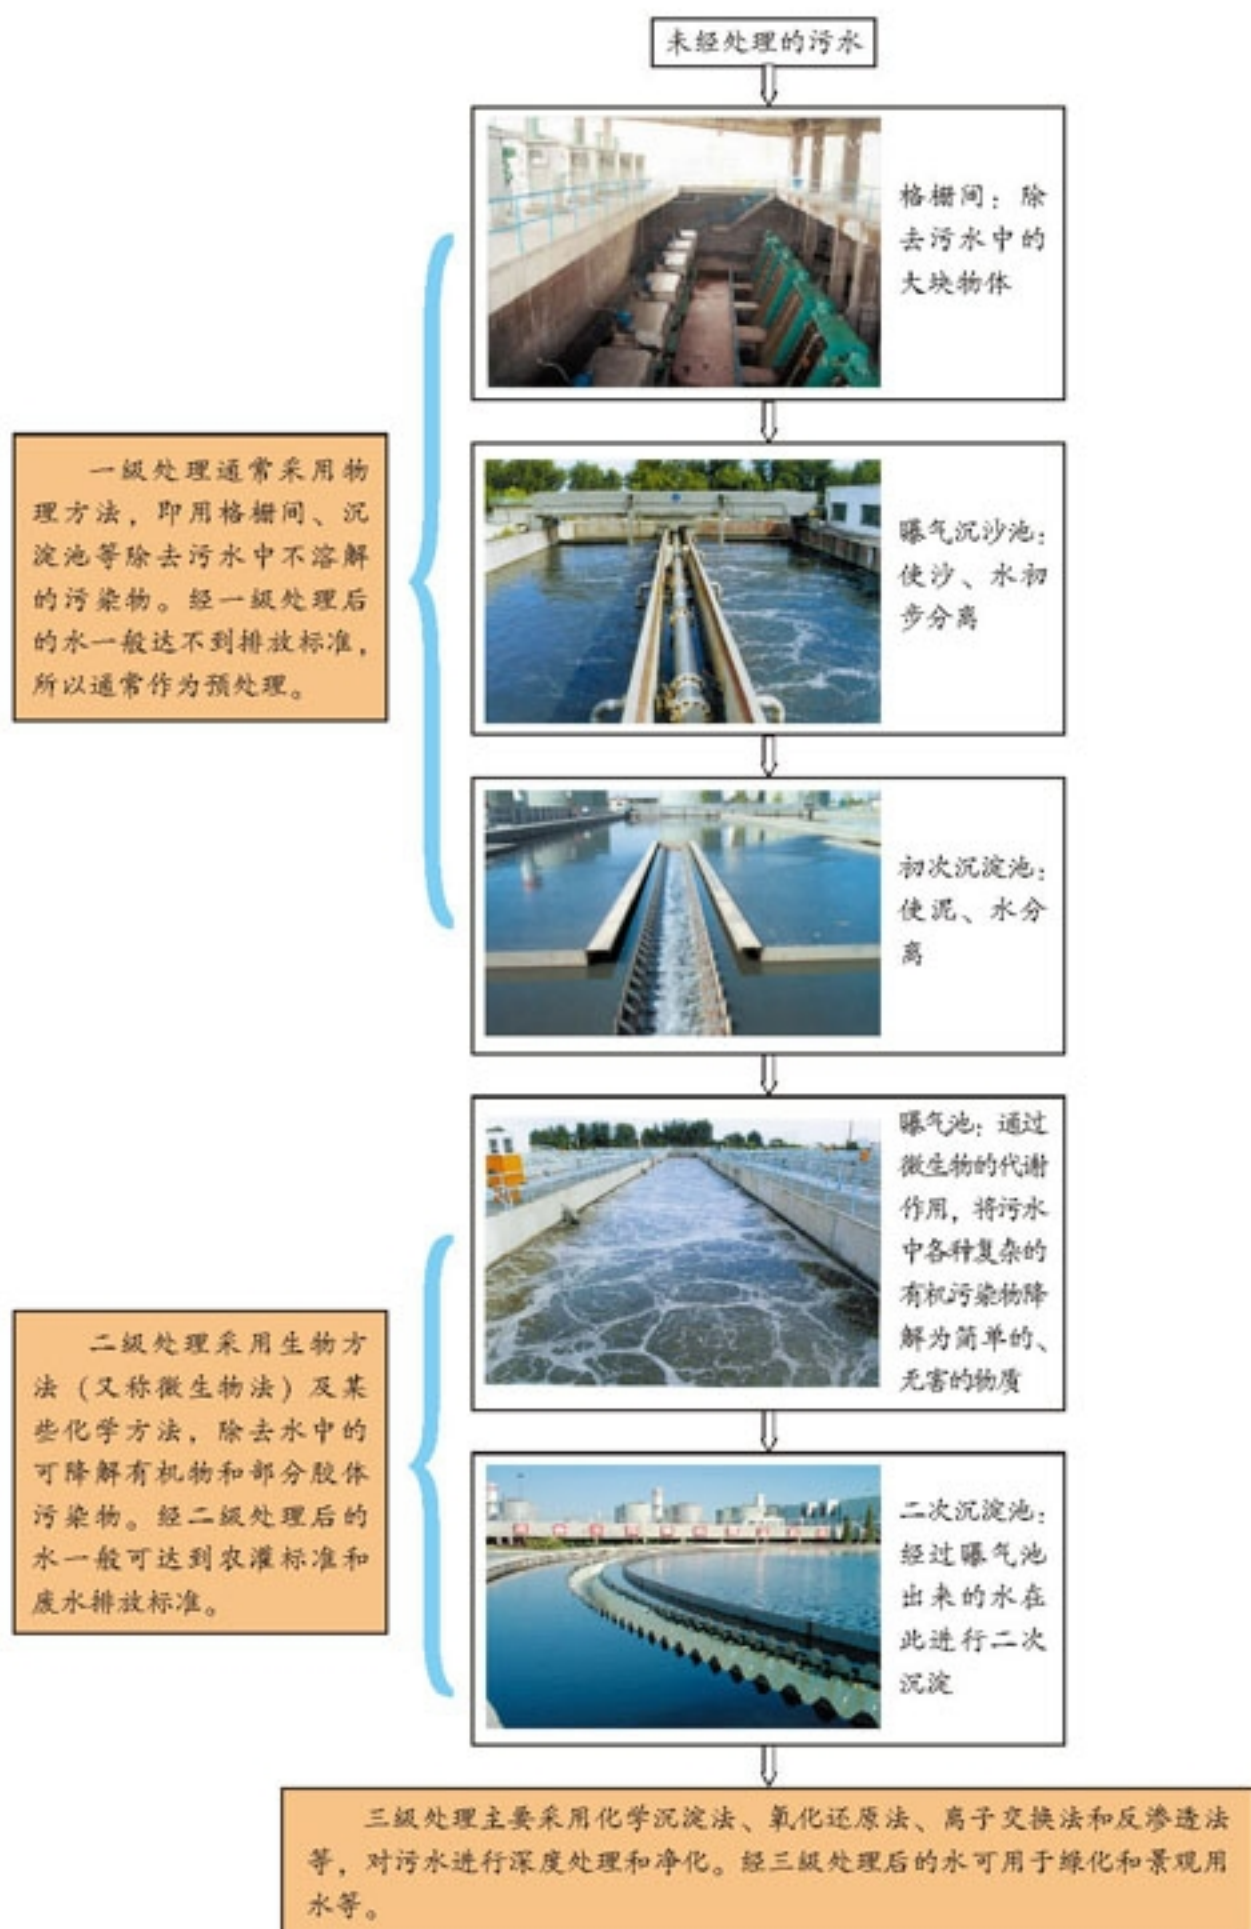 未经处理的污水
格栅间：除
去污水中的
大块物体
一级处理通常采用物
理方法，即用格栅间、沉
淀池等除去污水中不溶解
的污染物。经一级处理后
的水一般达不到排放标准，
所以通常作为预处理。
曝气沉沙池：
使沙、水初
步分离
初次沉淀池：
使泥、水分
离
曝气池：通过
微生物的代谢
作用，将污水
中各种复杂的
有机污染物降
解为简单的、
无害的物质
二级处理采用生物方
法（又称微生物法）及某
些化学方法，除去水中的
可降解有机物和部分胶体
污染物。经二级处理后的
水一般可达到农灌标准和
废水排放标准。
二次沉淀池：
经过曝气池
出来的水在
此进行二次
沉淀
三级处理主要采用化学沉淀法、氧化还原法、离子交换法和反渗透法
等，对污水进行深度处理和净化。经三级处理后的水可用于绿化和景观用
水等。